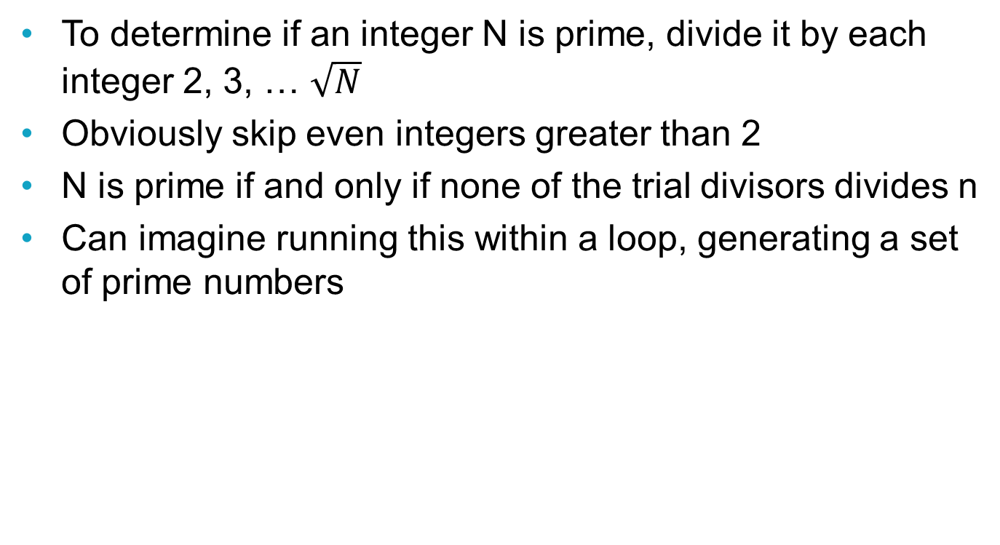 • To determine if an integer N is prime, divide it by each
integer 2, 3, … √N
• Obviously skip even integers greater than 2
• N is prime if and only if none of the trial divisors divides n
• Can imagine running this within a loop, generating a set
of prime numbers